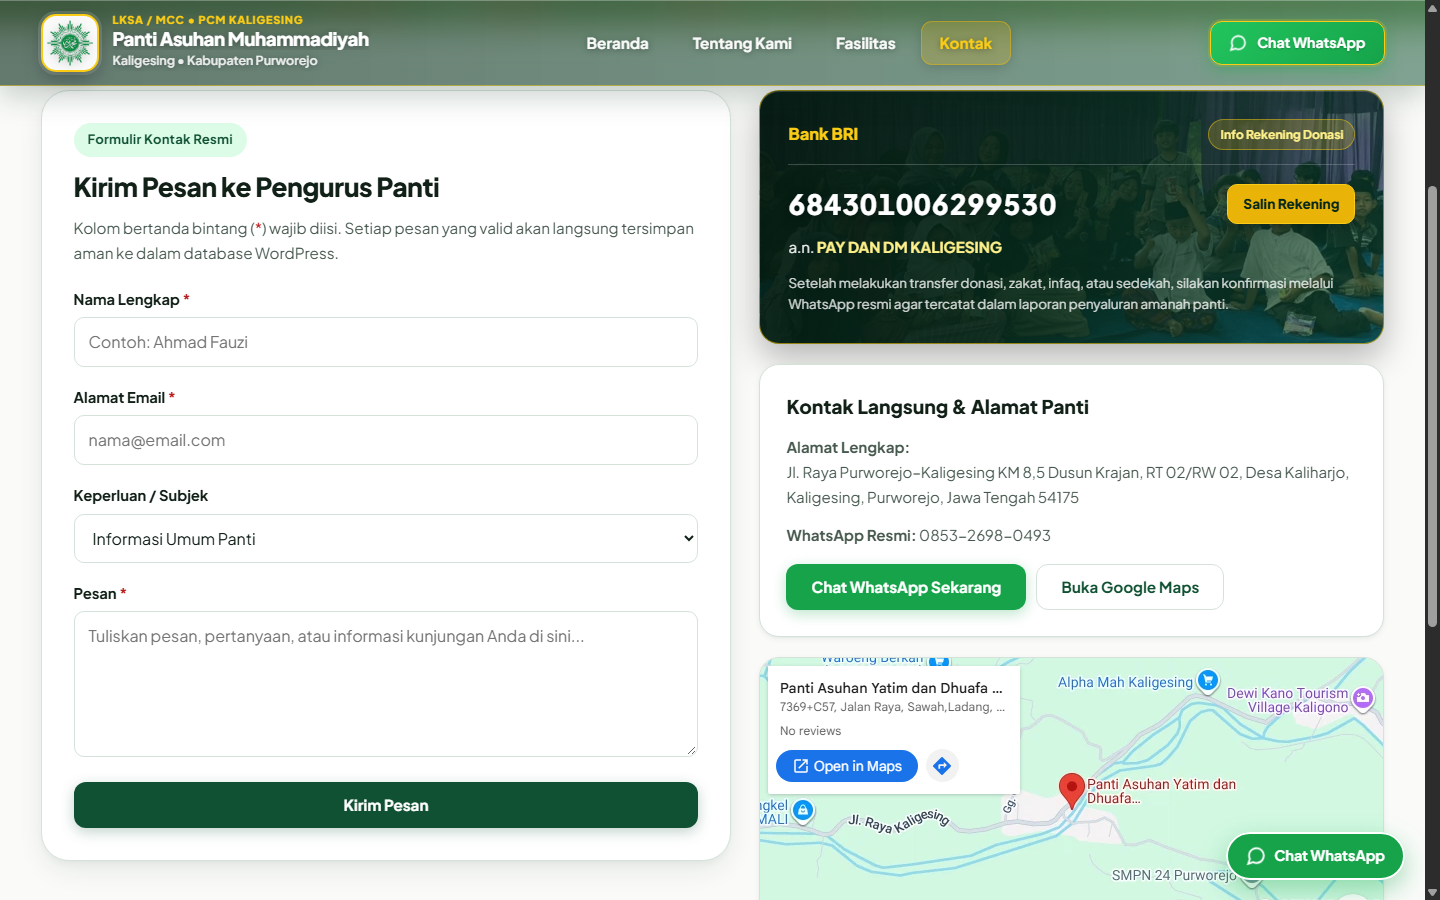 LKSA / MCC • PCM KALIGESING
Panti Asuhan Muhammadiyah
Kaligesing • Kabupaten Purworejo
Beranda
Tentang Kami
Fasilitas
Kontak
Chat WhatsApp
Formulir Kontak Resmi
Kirim Pesan ke Pengurus Panti
Kolom bertanda bintang (*) wajib diisi. Setiap pesan yang valid akan langsung tersimpan
aman ke dalam database WordPress.
Nama Lengkap *
Contoh: Ahmad Fauzi
Alamat Email *
nama@email.com
Keperluan / Subjek
Informasi Umum Panti
Pesan *
Tuliskan pesan, pertanyaan, atau informasi kunjungan Anda di sini...
Kirim Pesan
Bank BRI
Info Rekening Donasi
684301006299530
Salin Rekening
a.n. PAY DAN DM KALIGESING
Setelah melakukan transfer donasi, zakat, infaq, atau sedekah, silakan konfirmasi melalui
WhatsApp resmi agar tercatat dalam laporan penyaluran amanah panti.
Kontak Langsung & Alamat Panti
Alamat Lengkap:
Jl. Raya Purworejo–Kaligesing KM 8,5 Dusun Krajan, RT 02/RW 02, Desa Kaliharjo,
Kaligesing, Purworejo, Jawa Tengah 54175
WhatsApp Resmi: 0853-2698-0493
Chat WhatsApp Sekarang
Buka Google Maps
Waroeng Berkah
Panti Asuhan Yatim dan Dhuafa ...
7369+C57, Jalan Raya, Sawah,Ladang, ...
No reviews
Open in Maps
Alpha Mah Kaligesing
Dewi Kano Tourism
Village Kaligono
Panti Asuhan Yatim dan
Dhuafa...
ngkel
MALI
Jl. Raya Kaligesing
Gg.
SMPN 24 Purworejo
Chat WhatsApp